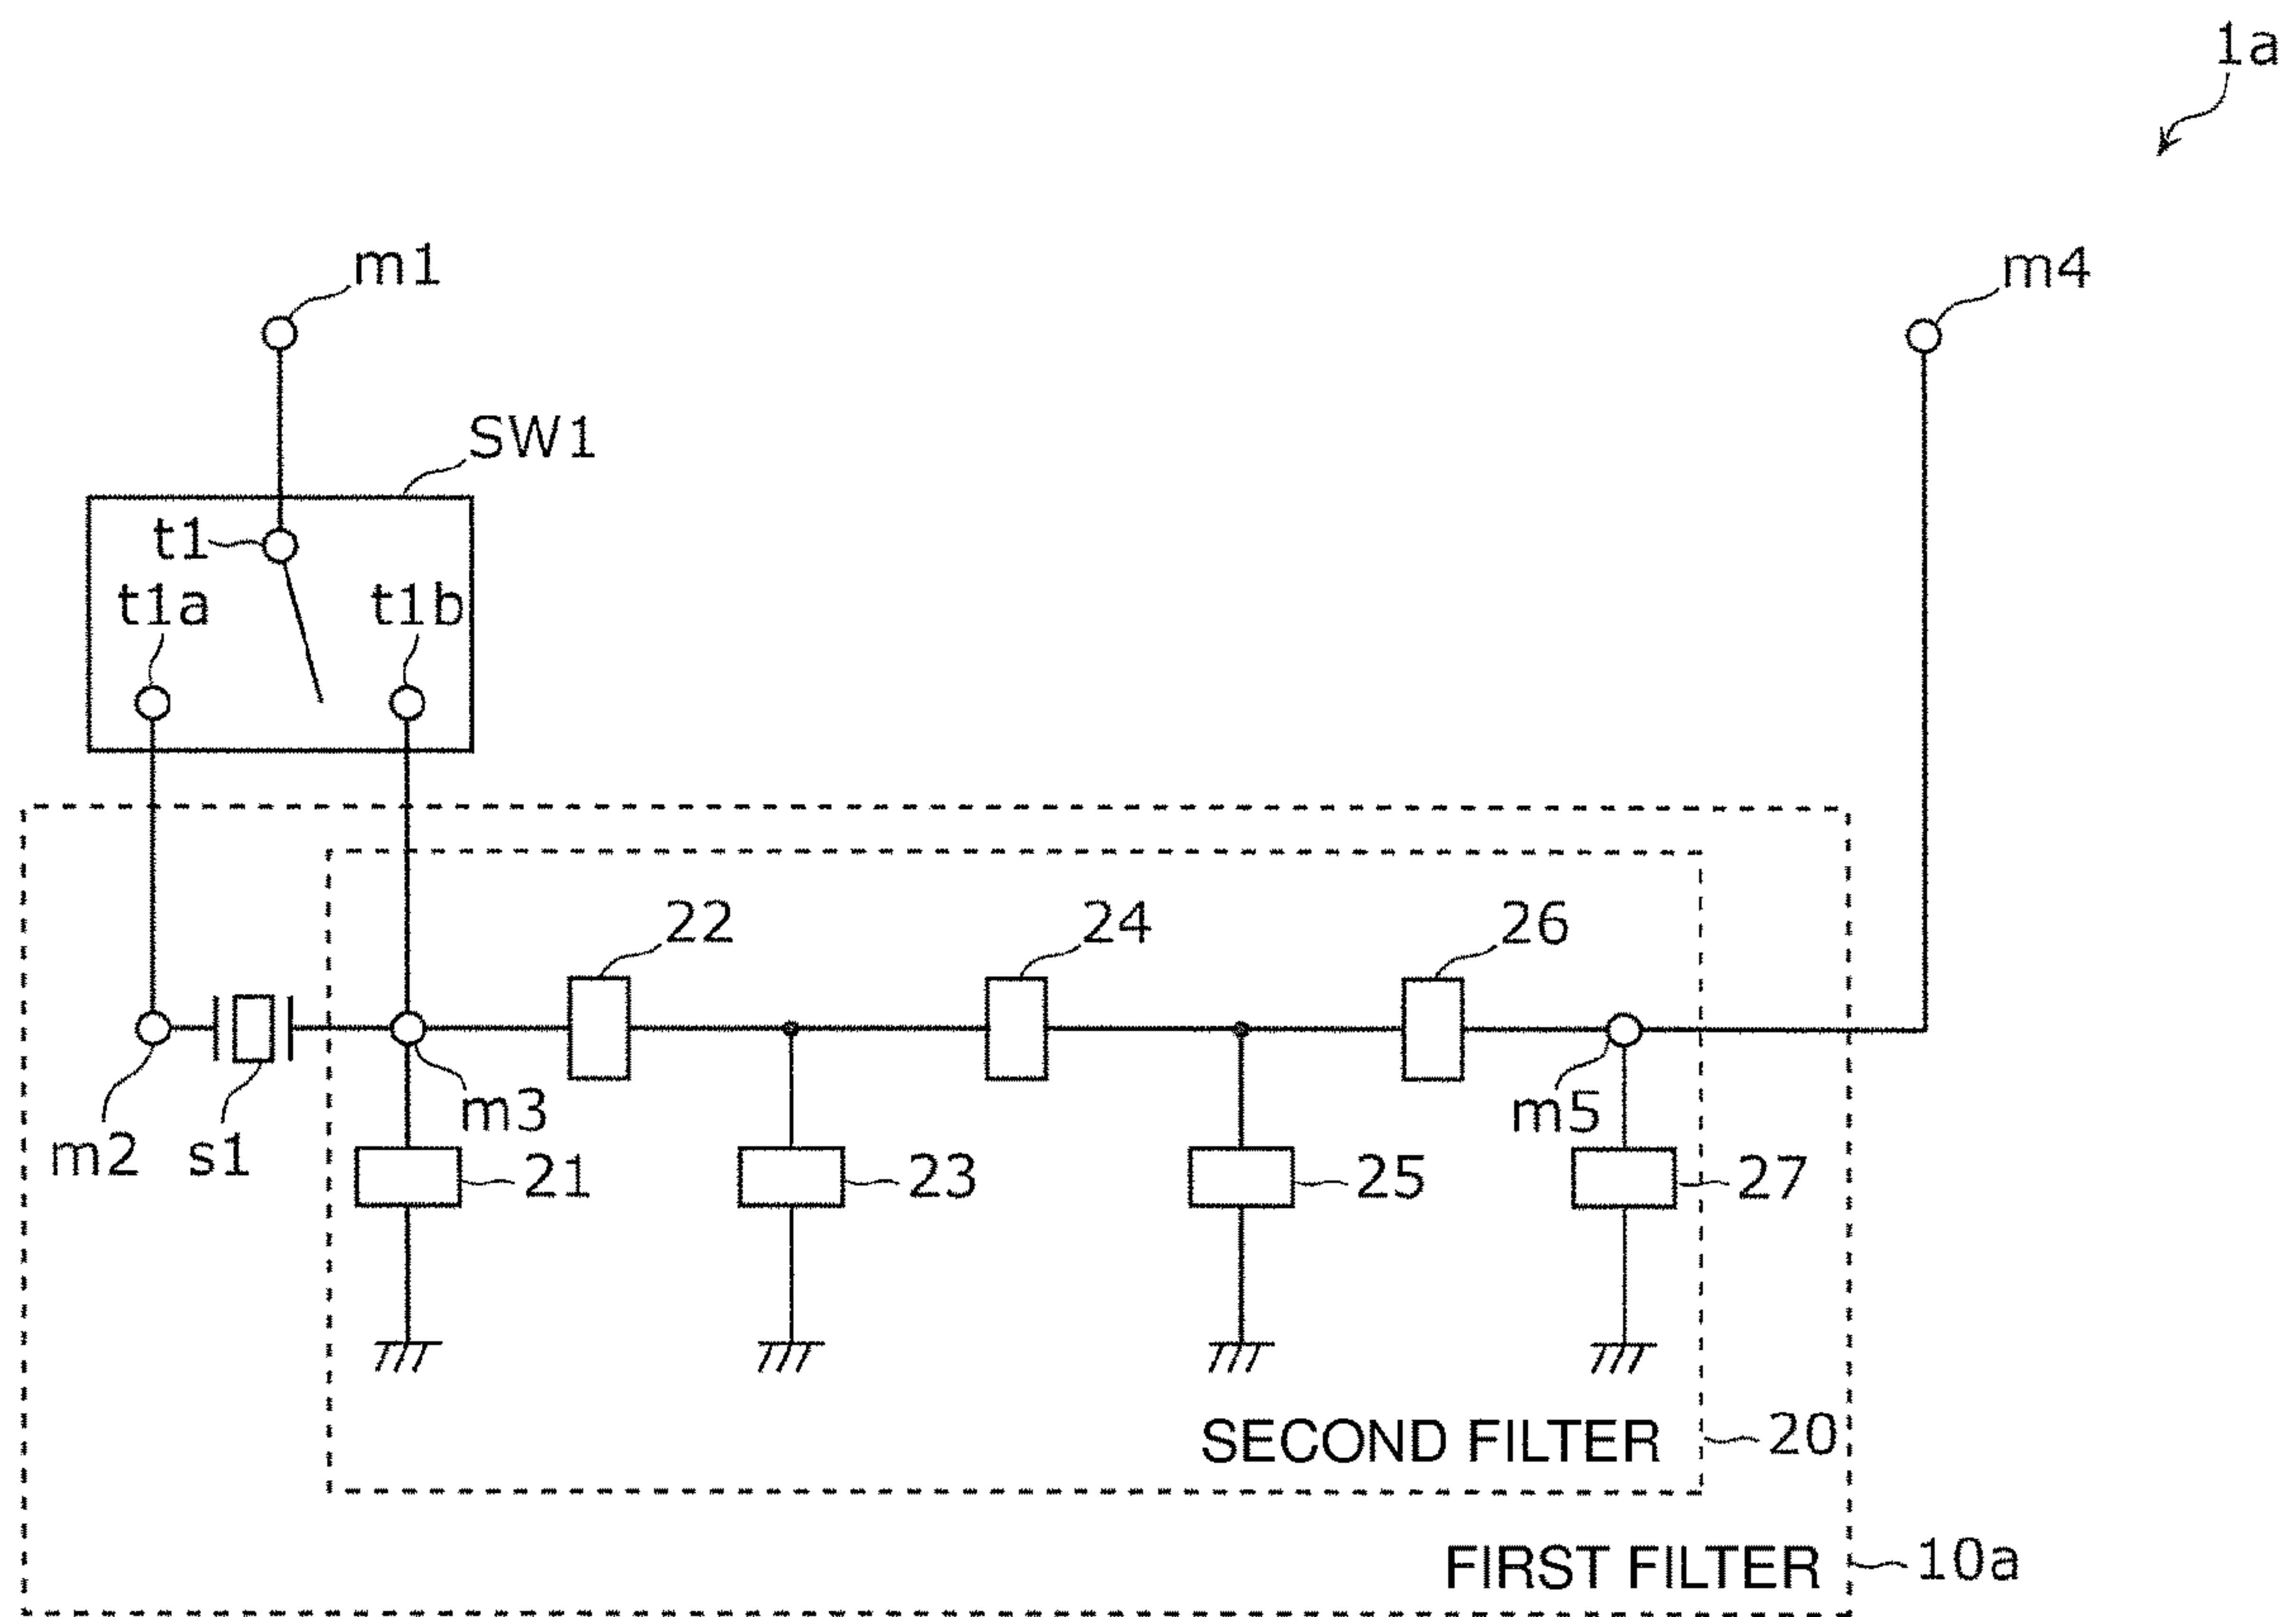 1a
m1
m4
SW1
t1
t1a
t1b
22
24
26
m3
m5
m2
s1
21
23
25
27
SECOND FILTER
20
FIRST FILTER
10a